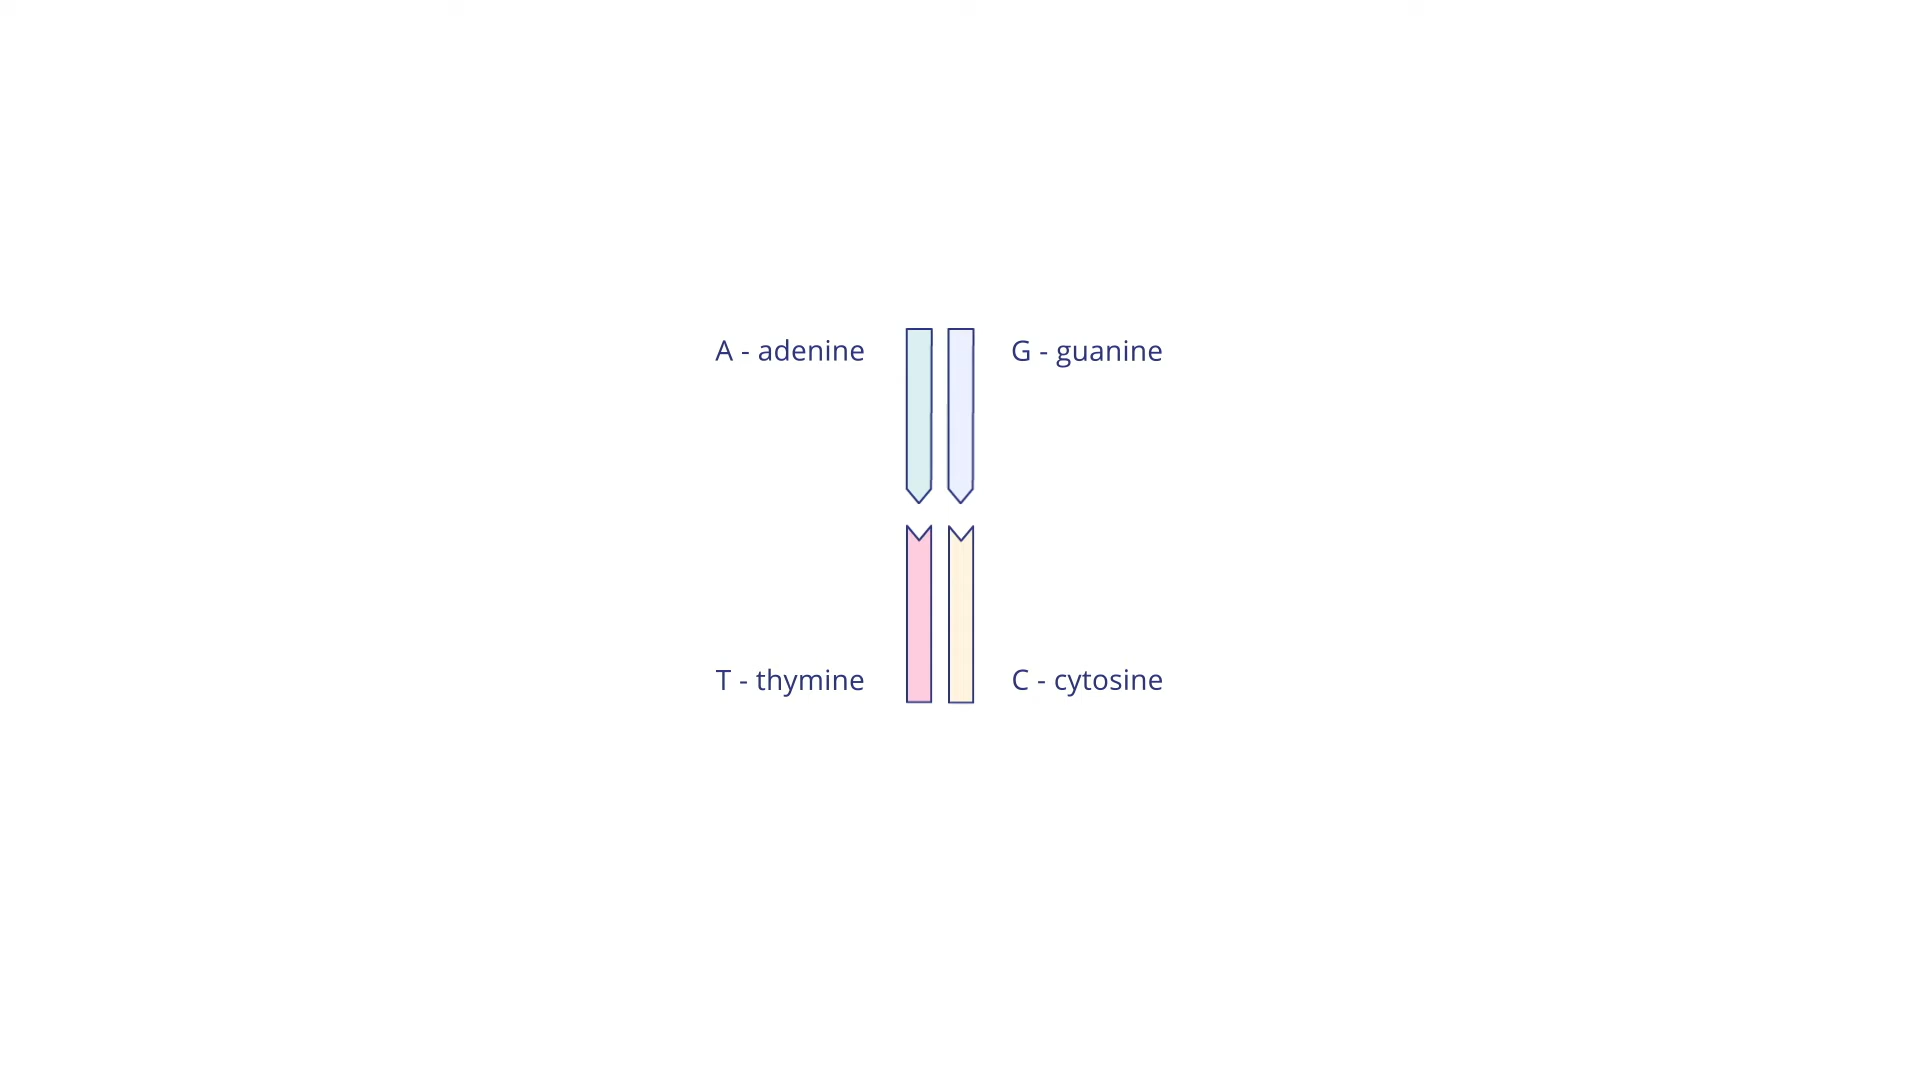 A - adenine
G - guanine
T - thymine
C - cytosine